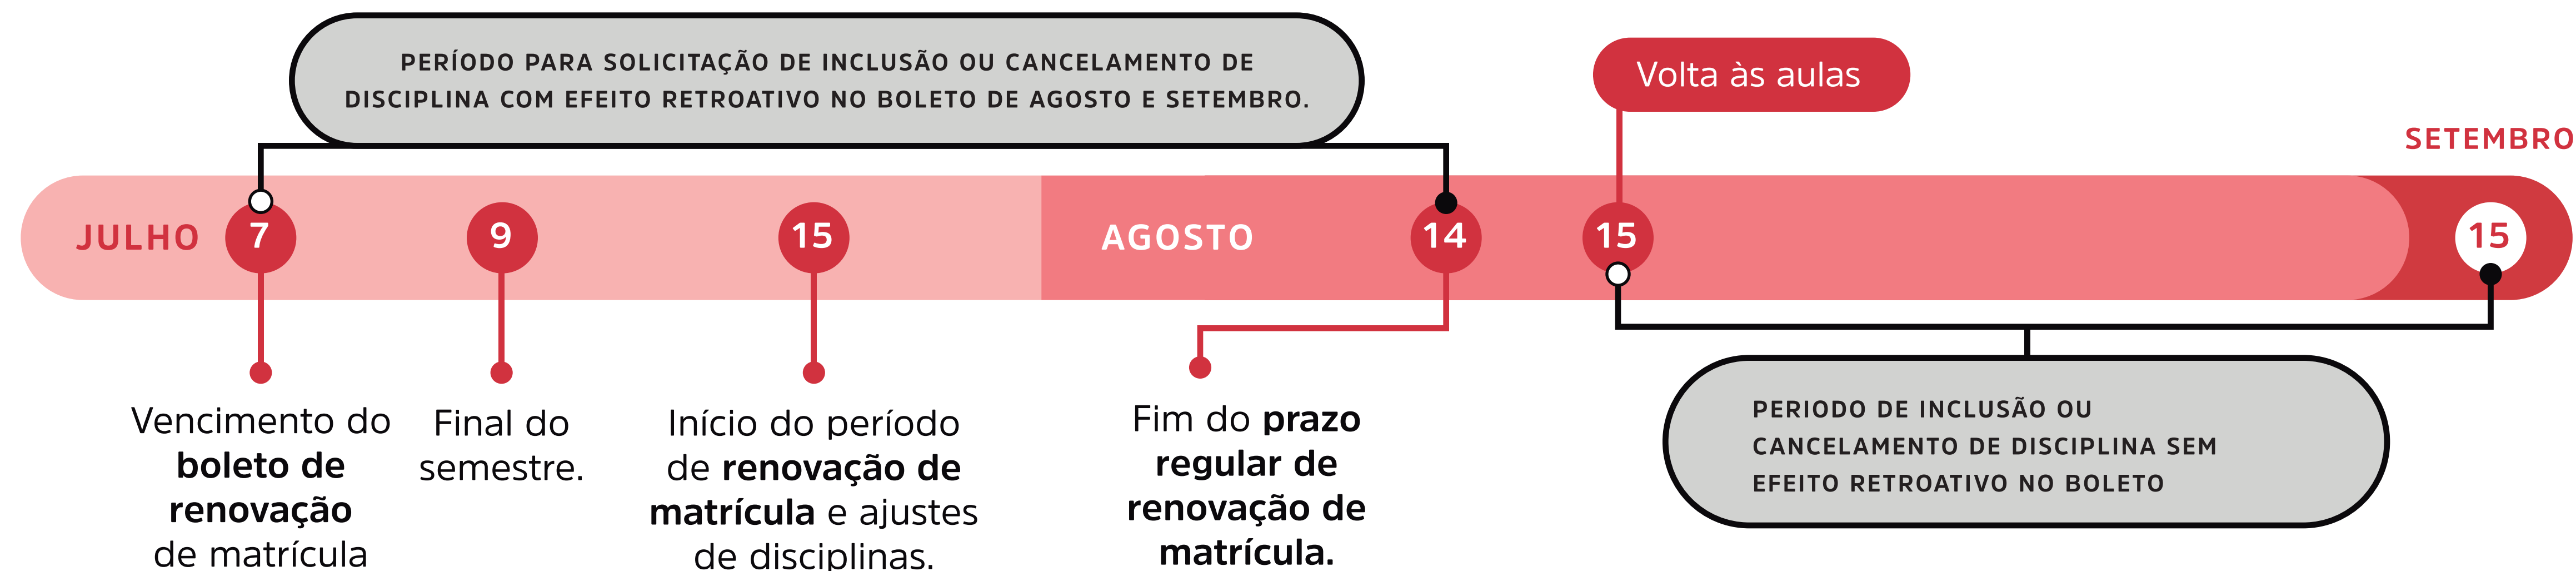 PERÍODO PARA SOLICITAÇÃO DE INCLUSÃO OU CANCELAMENTO DE
DISCIPLINA COM EFEITO RETROATIVO NO BOLETO DE AGOSTO E SETEMBRO.
Volta às aulas
SETEMBRO
JULHO
7
9
15
AGOSTO
14
15
15
Vencimento do
boleto de
renovação
de matrícula
Final do
semestre.
Início do período
de renovação de
matrícula e ajustes
de disciplinas.
Fim do prazo
regular de
renovação de
matrícula.
PERIODO DE INCLUSÃO OU
CANCELAMENTO DE DISCIPLINA SEM
EFEITO RETROATIVO NO BOLETO